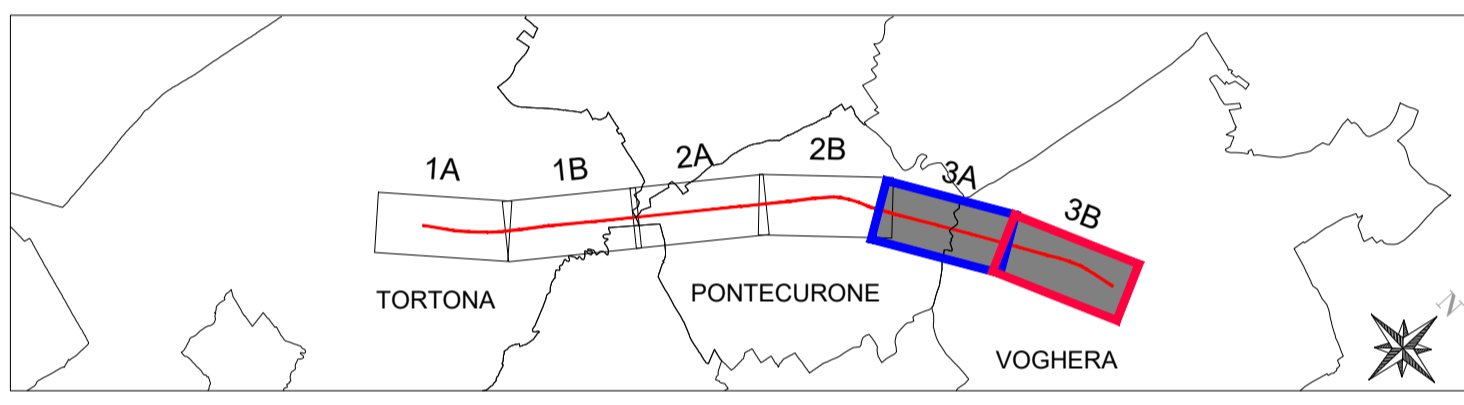 1A
1B
2A
2B
3A
3B
TORTONA
PONTECURONE
VOGHERA
N